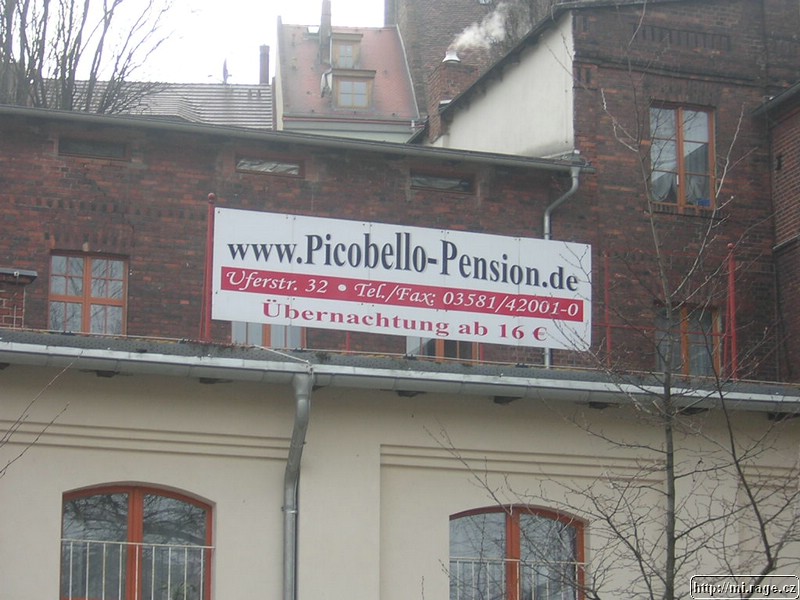 www.Picobello-Pension.de
Uferstr. 32 • Tel./Fax: 03581/42001-0
Übernachtung ab 16 €
http://mi.rage.cz